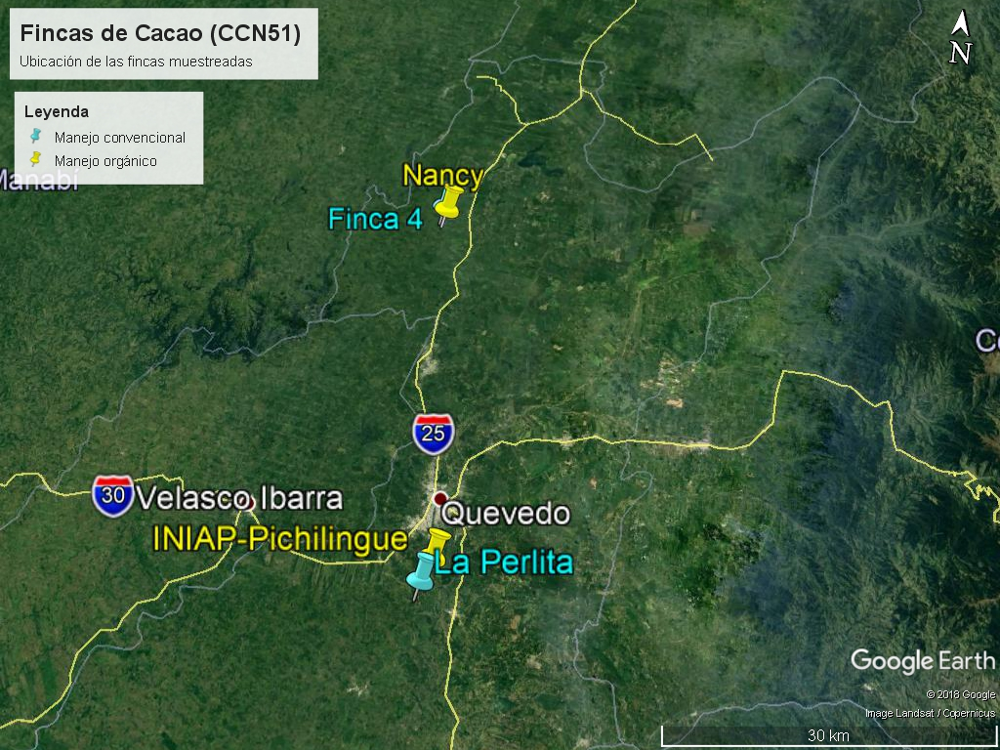 Fincas de Cacao (CCN51)
Ubicación de las fincas muestreadas
N
Leyenda
Manejo convencional
Manejo orgánico
Manabí
Nancy
Finca 4
25
30
Velasco Ibarra
Quevedo
INIAP-Pichilingue
La Perlita
Google Earth
© 2018 Google
Image Landsat / Copernicus
30 km